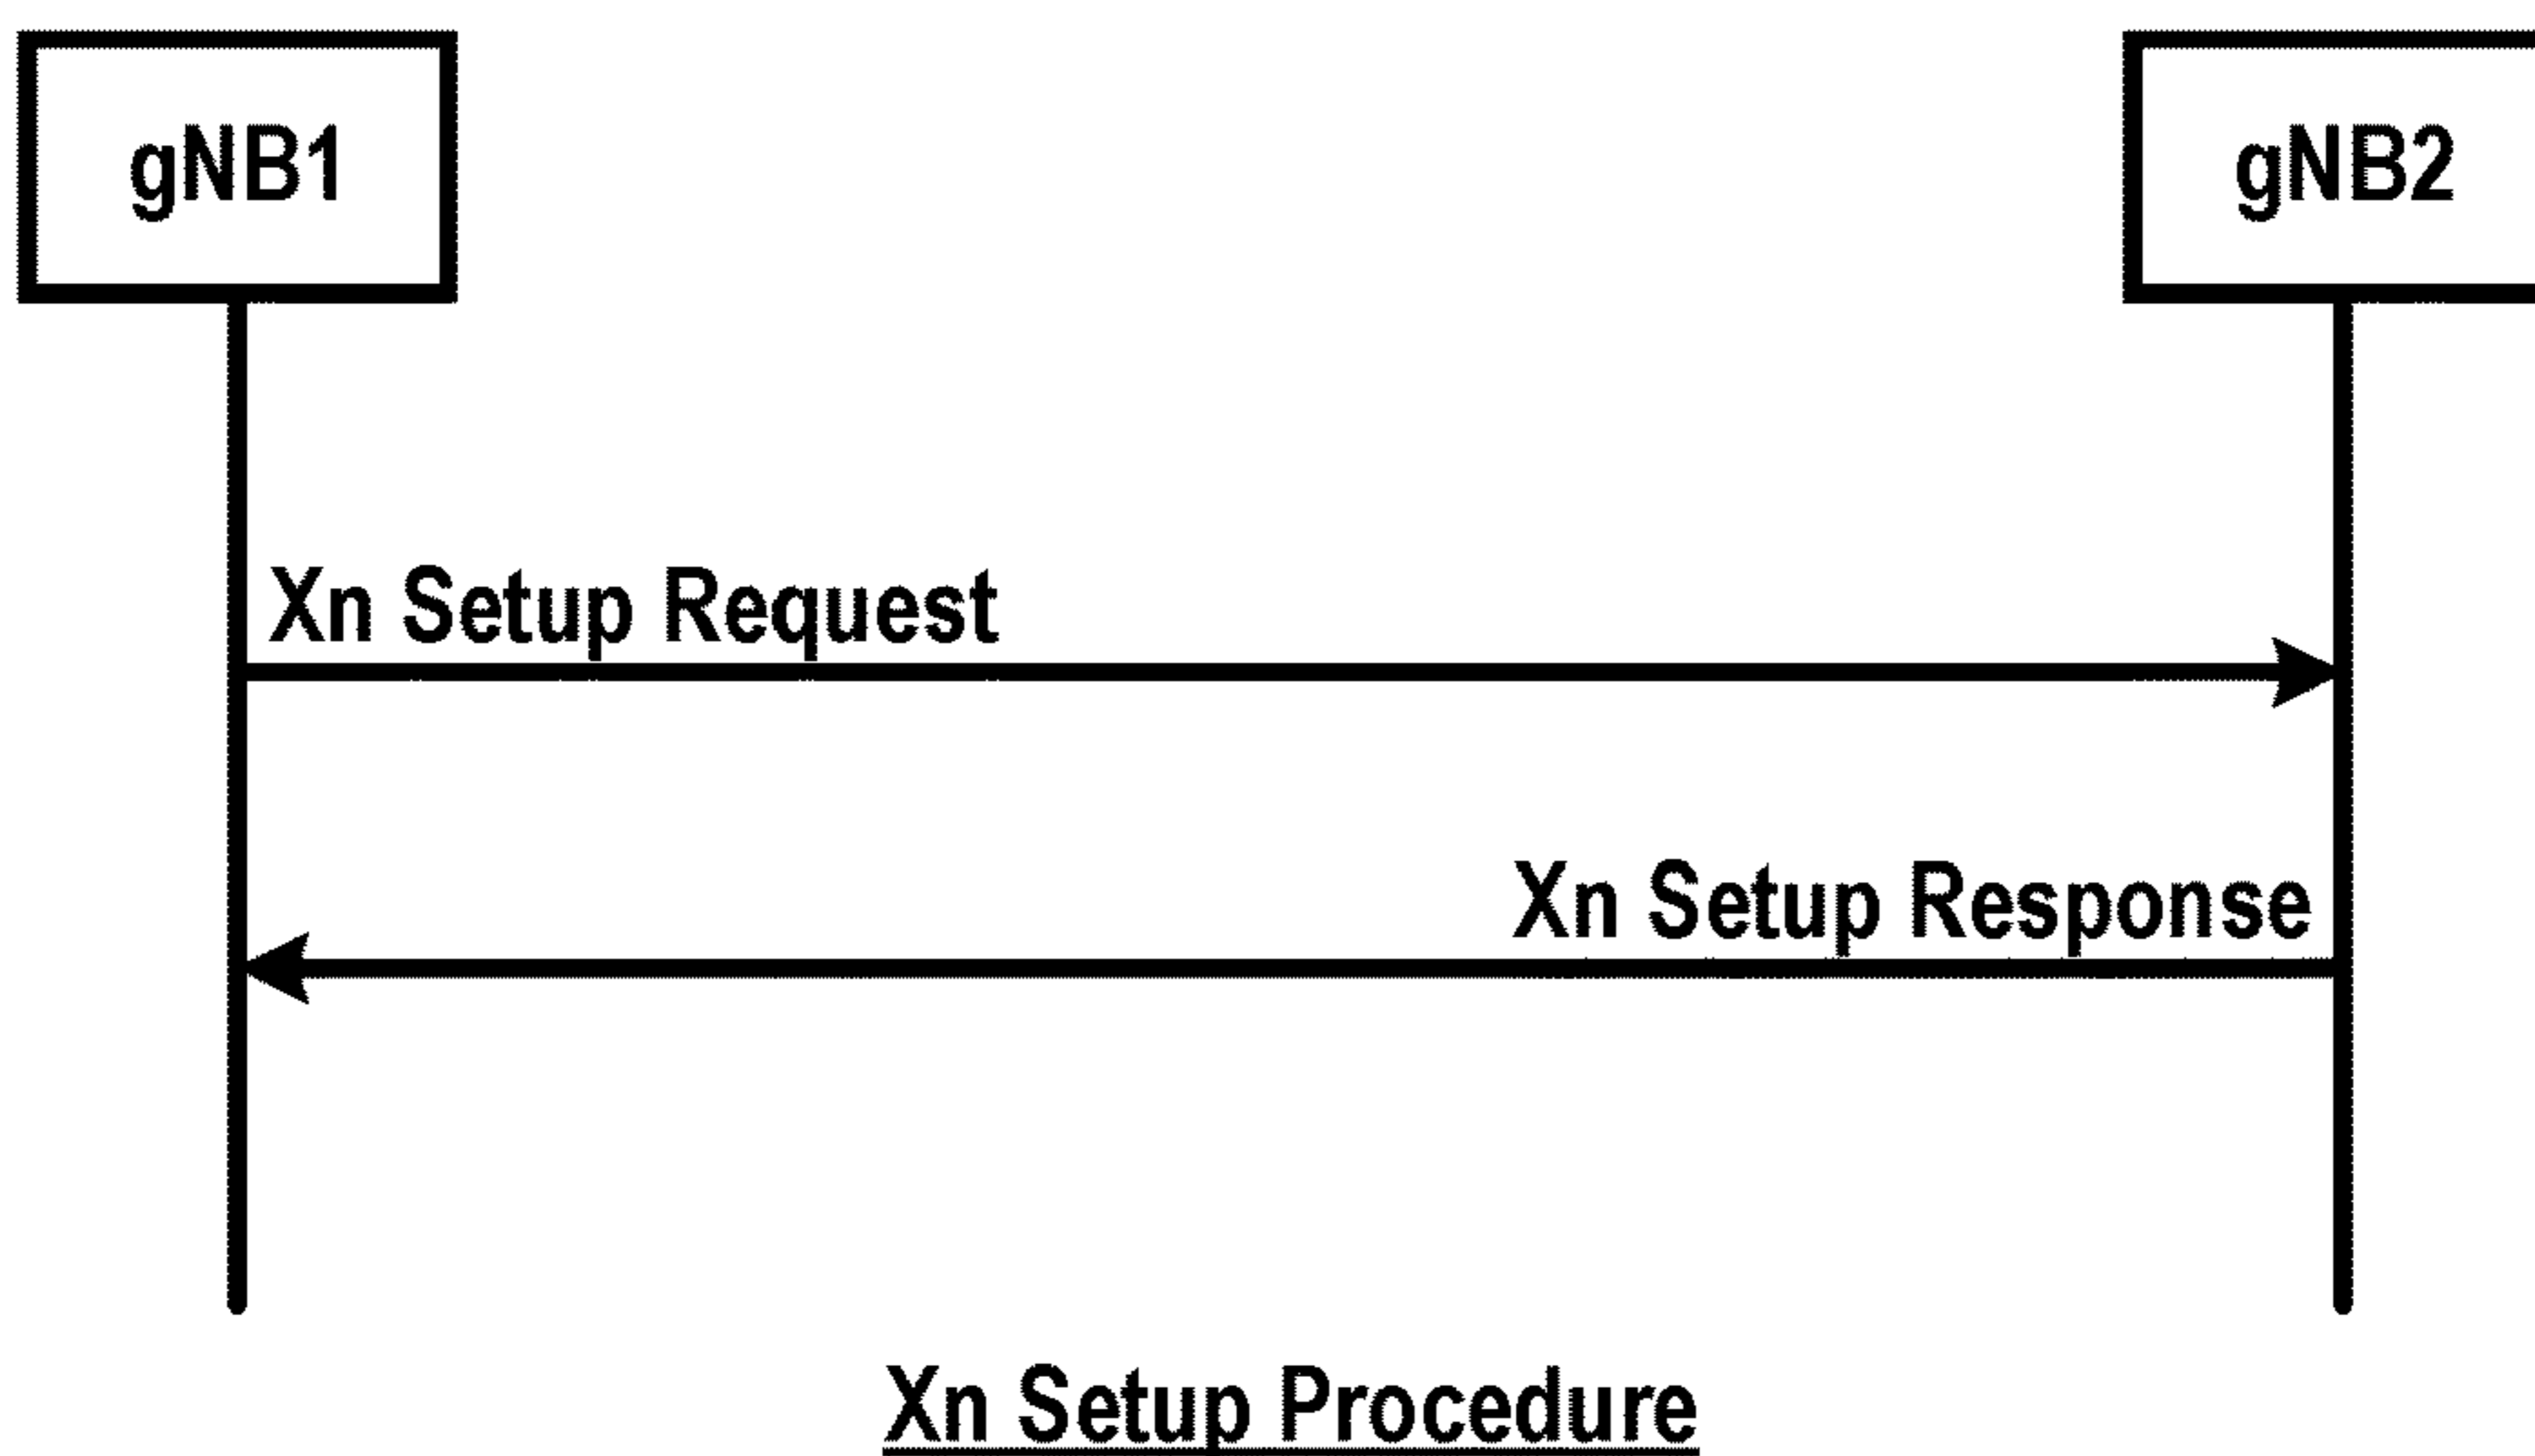 gNB1
gNB2
Xn Setup Request
Xn Setup Response
Xn Setup Procedure